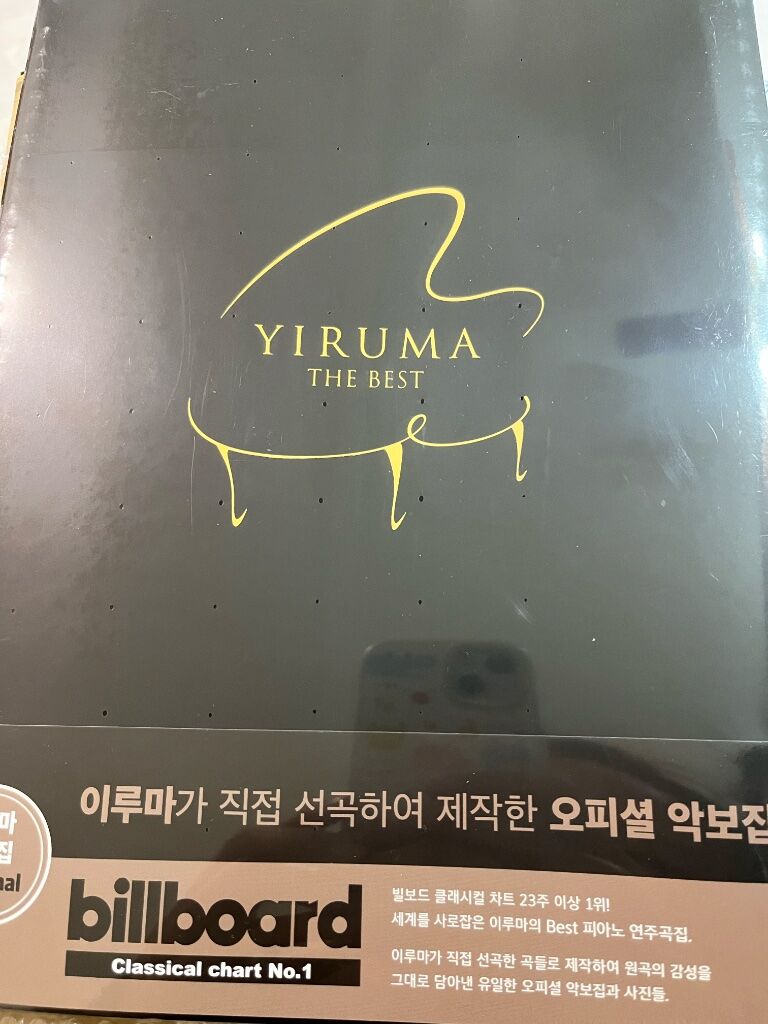 YIRUMA
THE BEST
이루마가 직접 선곡하여 제작한 오피셜 악보집
마
집
nal
billboard
Classical chart No.1
빌보드 클래시컬 차트 23주 이상 1위!
세계를 사로잡은 이루마의 Best 피아노 연주곡집.
이루마가 직접 선곡한 곡들로 제작하여 원곡의 감성을
그대로 담아낸 유일한 오피셜 악보집과 사진들.